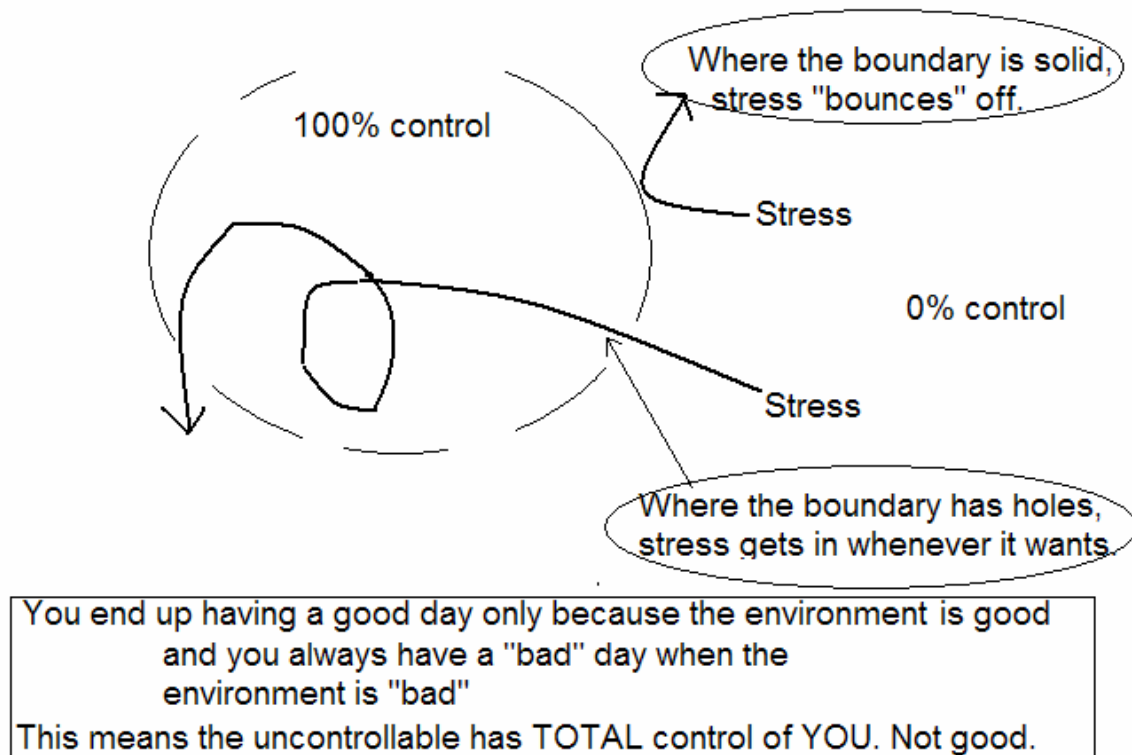 Where the boundary is solid,
stress "bounces" off.
100% control
Stress
0% control
Stress
Where the boundary has holes,
stress gets in whenever it wants
You end up having a good day only because the environment is good
and you always have a "bad" day when the
environment is "bad"
This means the uncontrollable has TOTAL control of YOU. Not good.